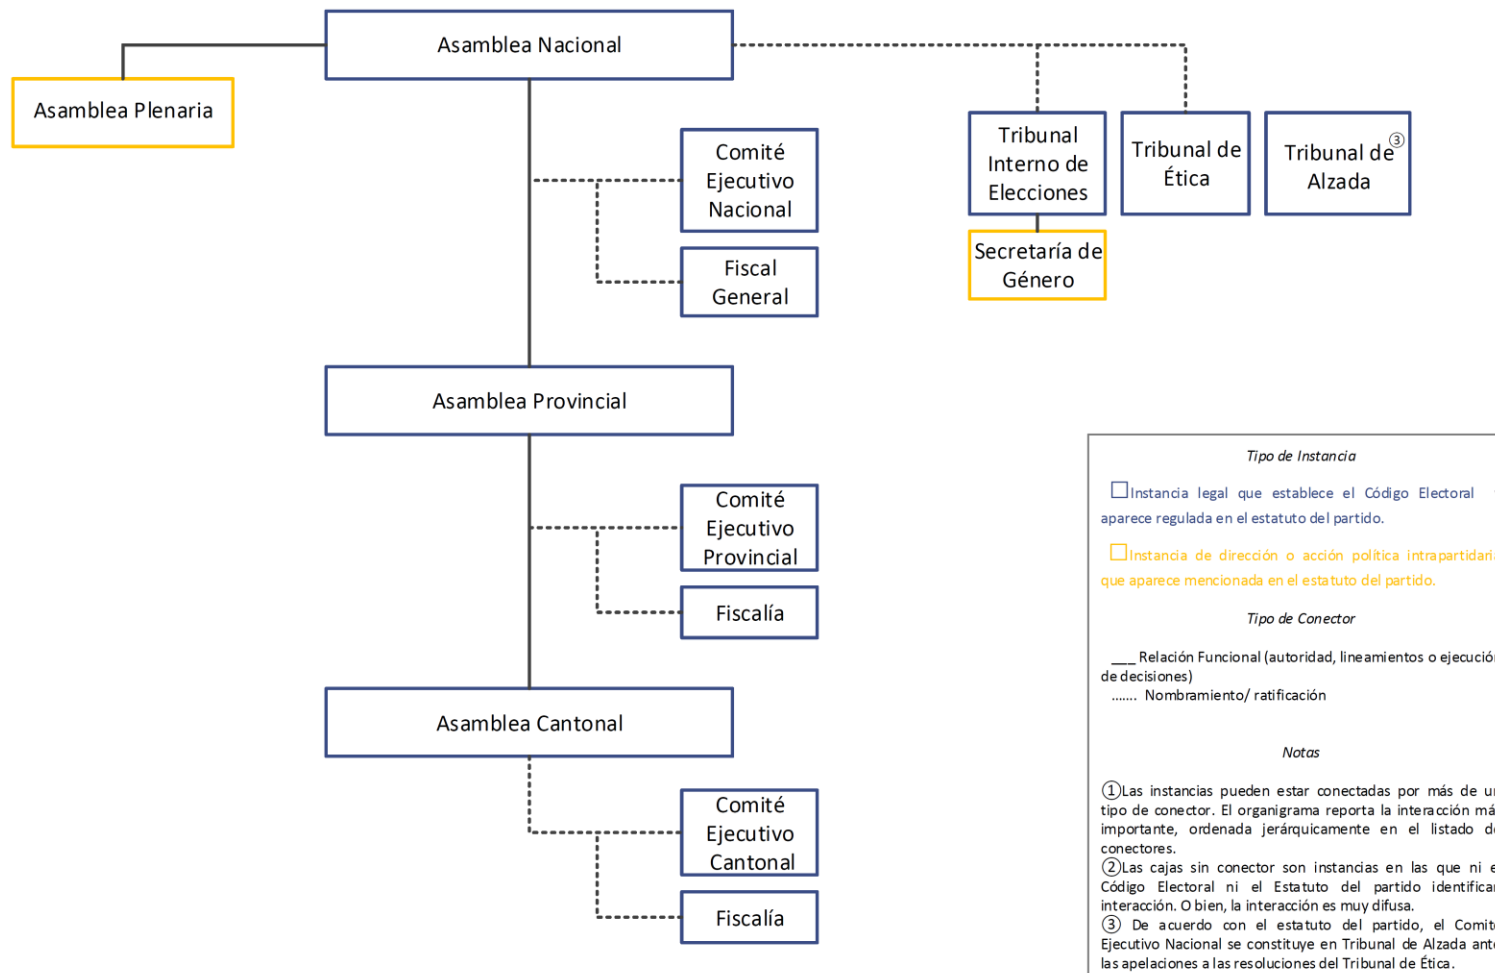 Asamblea Nacional
Asamblea Plenaria
Comité
Ejecutivo
Nacional
Fiscal
General
Tribunal
Interno de
Elecciones
Tribunal de
Ética
Tribunal de ③
Alzada
Secretaría de
Género
Asamblea Provincial
Comité
Ejecutivo
Provincial
Fiscalía
Asamblea Cantonal
Comité
Ejecutivo
Cantonal
Fiscalía
Tipo de Instancia
Instancia legal que establece el Código Electoral
aparece regulada en el estatuto del partido.
Instancia de dirección o acción política intrapartidari
que aparece mencionada en el estatuto del partido.
Tipo de Conector
___ Relación Funcional (autoridad, lineamientos o ejecución
de decisiones)
....... Nombramiento/ ratificación
Notas
①Las instancias pueden estar conectadas por más de un
tipo de conector. El organigrama reporta la interacción má
importante, ordenada jerárquicamente en el listado de
conectores.
②Las cajas sin conector son instancias en las que ni e
Código Electoral ni el Estatuto del partido identifican
interacción. O bien, la interacción es muy difusa.
③ De acuerdo con el estatuto del partido, el Comité
Ejecutivo Nacional se constituye en Tribunal de Alzada ante
las apelaciones a las resoluciones del Tribunal de Ética.